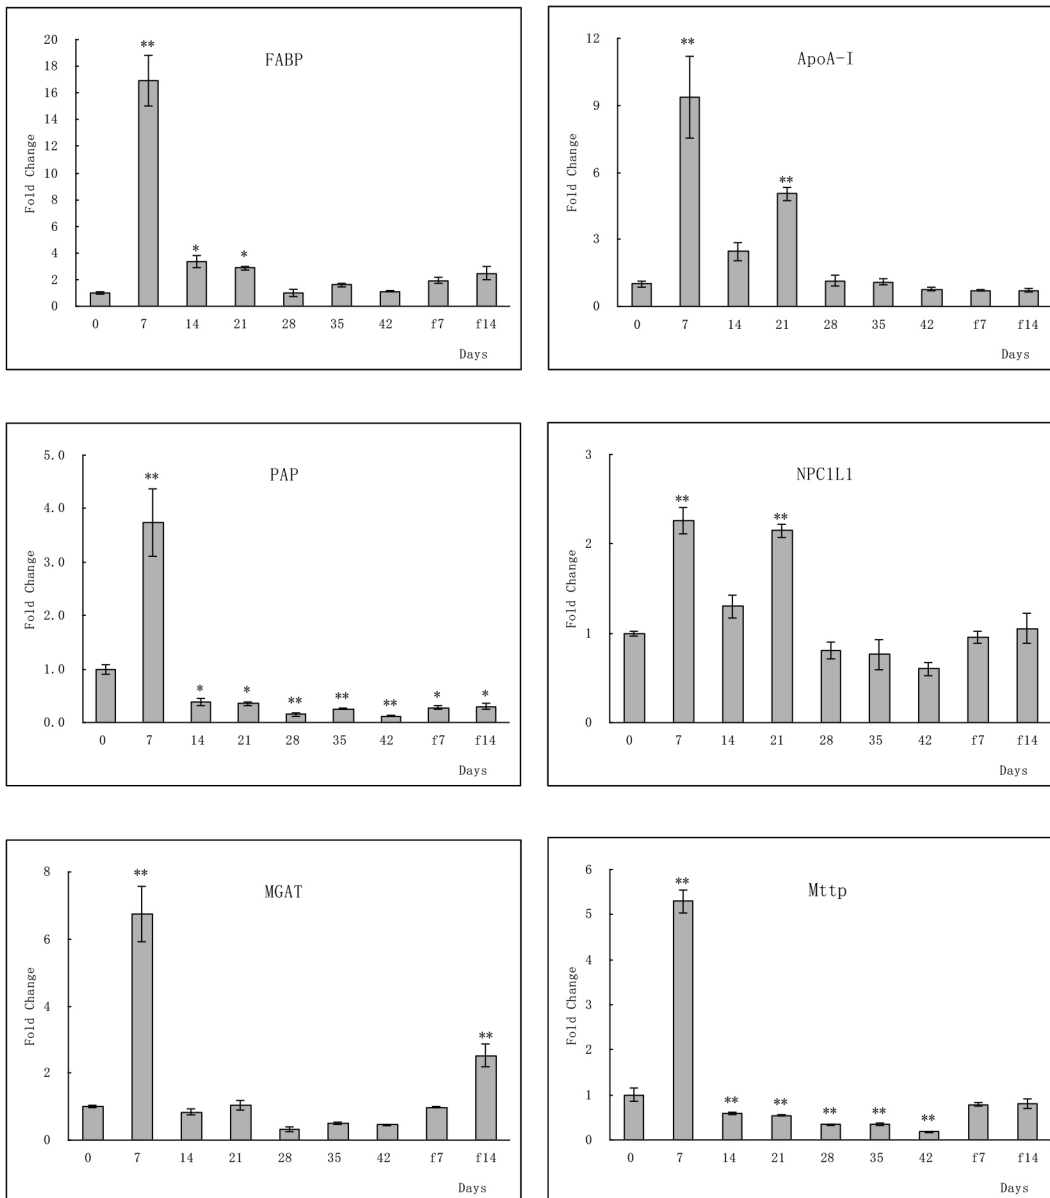 FABP
Fold Change
20
18
16
14
12
10
8
6
4
2
0
**
*
*
0 7 14 21 28 35 42 f7 f14
Days
ApoA-I
Fold Change
12
9
6
3
0
**
**
0 7 14 21 28 35 42 f7 f14
Days
PAP
Fold Change
5.0
4.0
3.0
2.0
1.0
0.0
**
* * ** ** ** * *
0 7 14 21 28 35 42 f7 f14
Days
NPC1L1
Fold Change
3
2
1
0
**
**
0 7 14 21 28 35 42 f7 f14
Days
MGAT
Fold Change
8
6
4
2
0
**
**
0 7 14 21 28 35 42 f7 f14
Days
Mttp
Fold Change
6
5
4
3
2
1
0
**
** ** ** ** **
0 7 14 21 28 35 42 f7 f14
Days